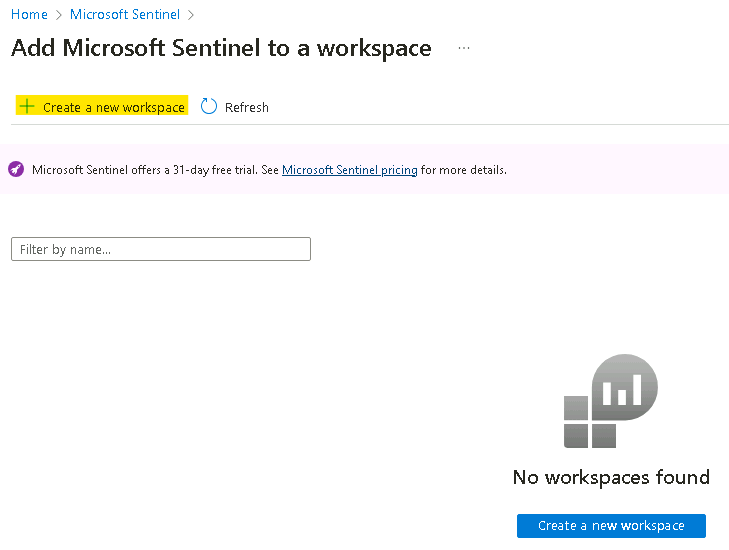 Home > Microsoft Sentinel >
Add Microsoft Sentinel to a workspace ...
+ Create a new workspace Refresh
Microsoft Sentinel offers a 31-day free trial. See Microsoft Sentinel pricing for more details.
Filter by name...
No workspaces found
Create a new workspace